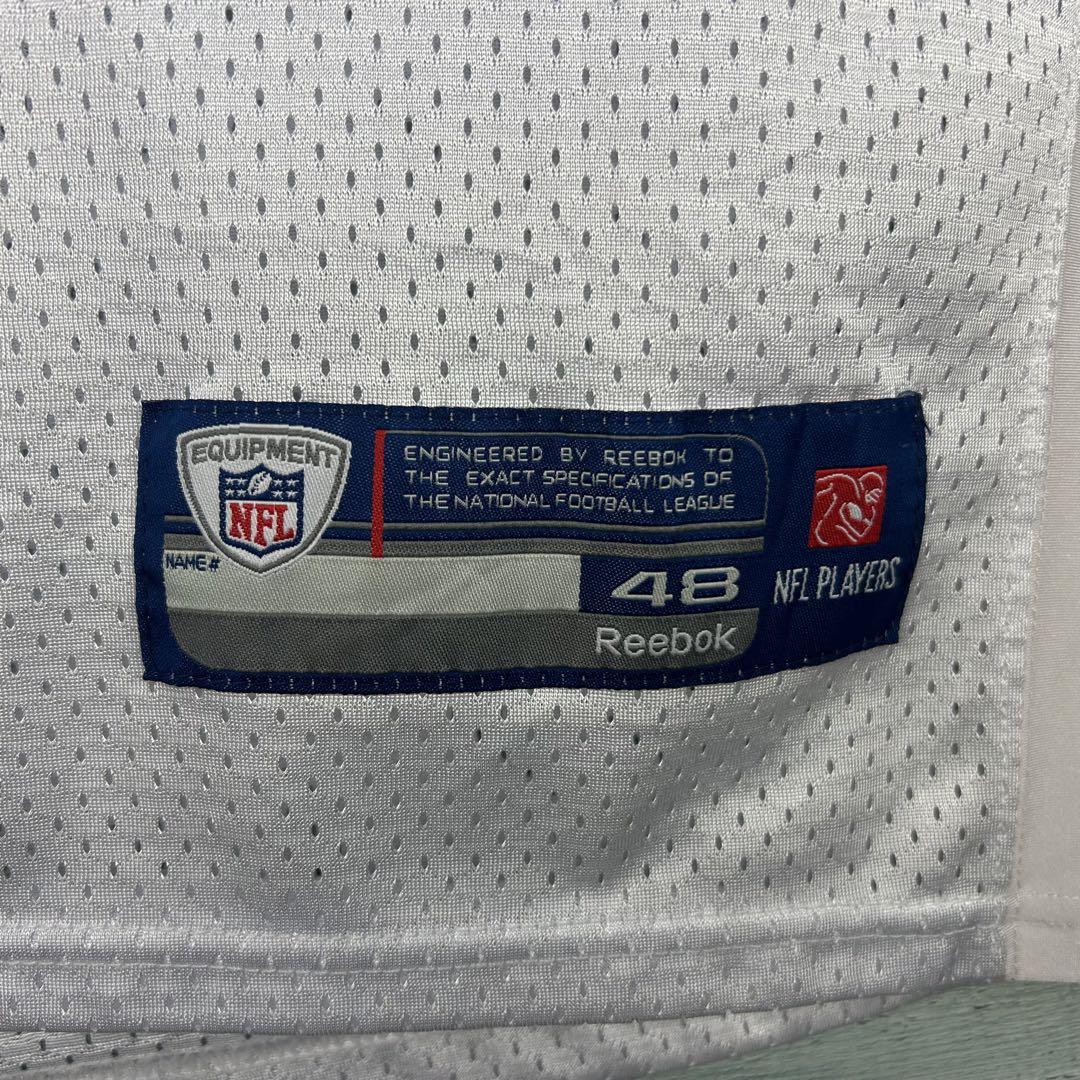 EQUIPMENT
NFL
ENGINEERED BY REEBOK TO
THE EXACT SPECIFICATIONS OF
THE NATIONAL FOOTBALL LEAGUE
NAME#
48
Reebok
NFL PLAYERS